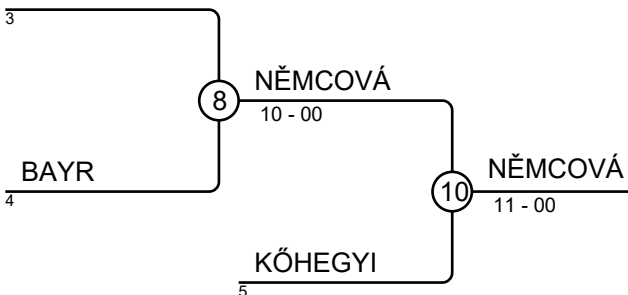 3
8
NĚMCOVÁ
10 - 00
BAYR
4
10
NĚMCOVÁ
11 - 00
KŐHEGYI
5